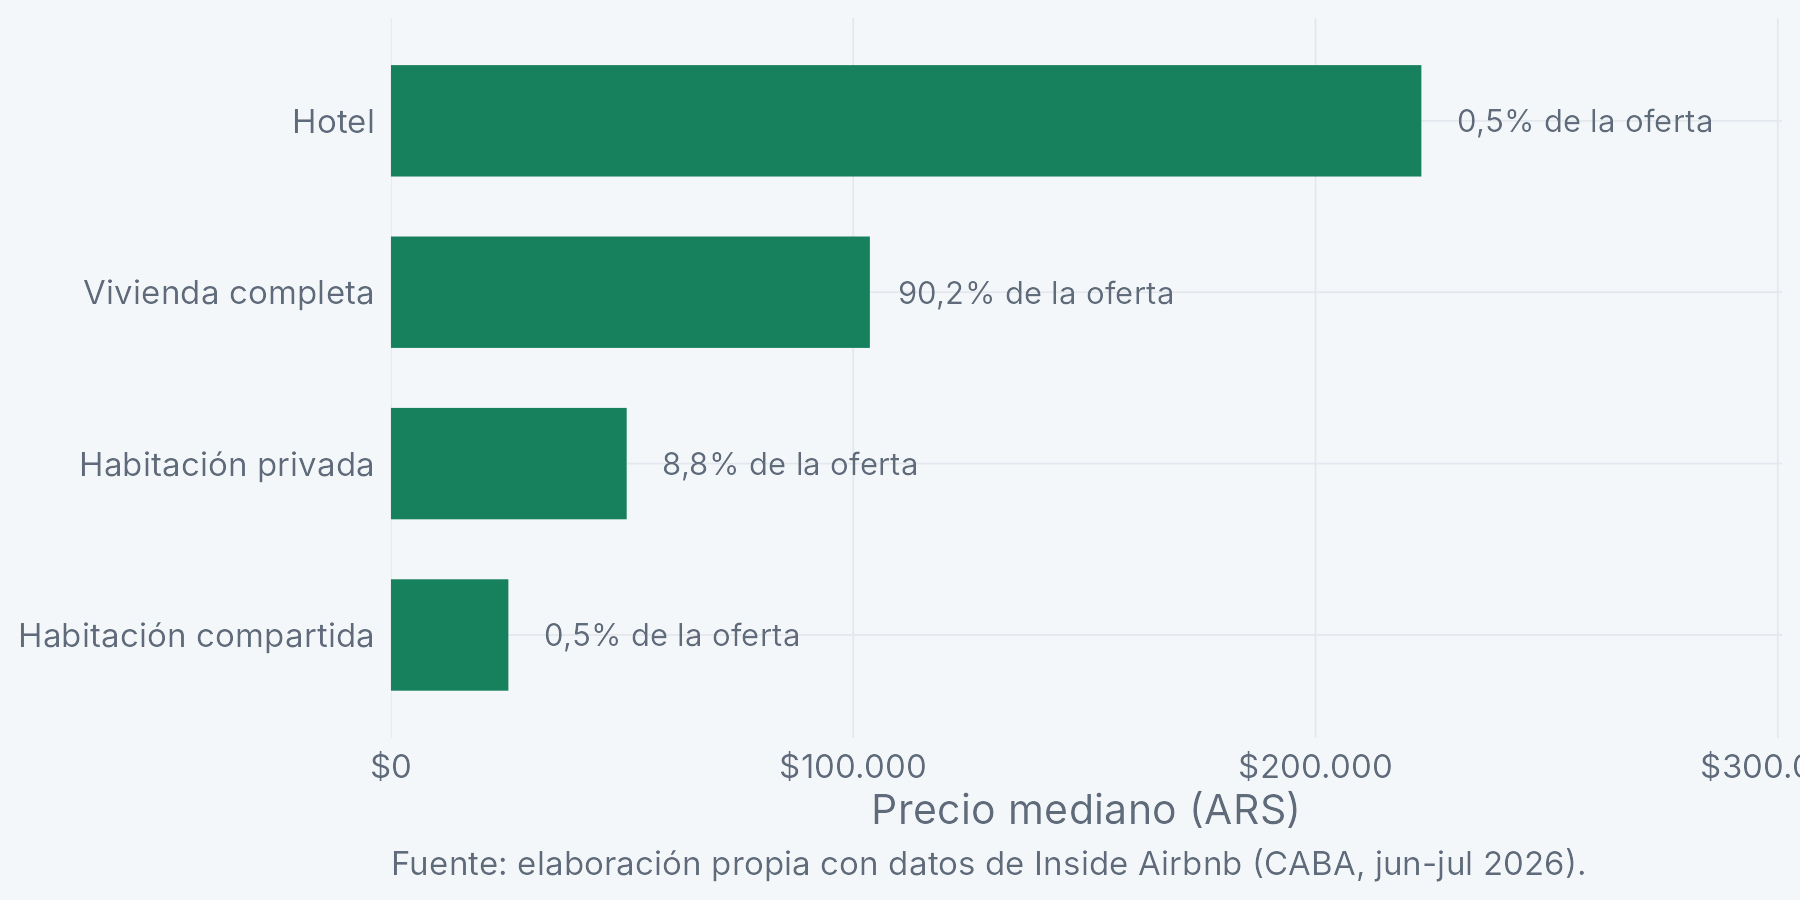 Hotel
0,5% de la oferta
Vivienda completa
90,2% de la oferta
Habitación privada
8,8% de la oferta
Habitación compartida
0,5% de la oferta
$0 $100.000 $200.000 $300.0
Precio mediano (ARS)
Fuente: elaboración propia con datos de Inside Airbnb (CABA, jun-jul 2026).